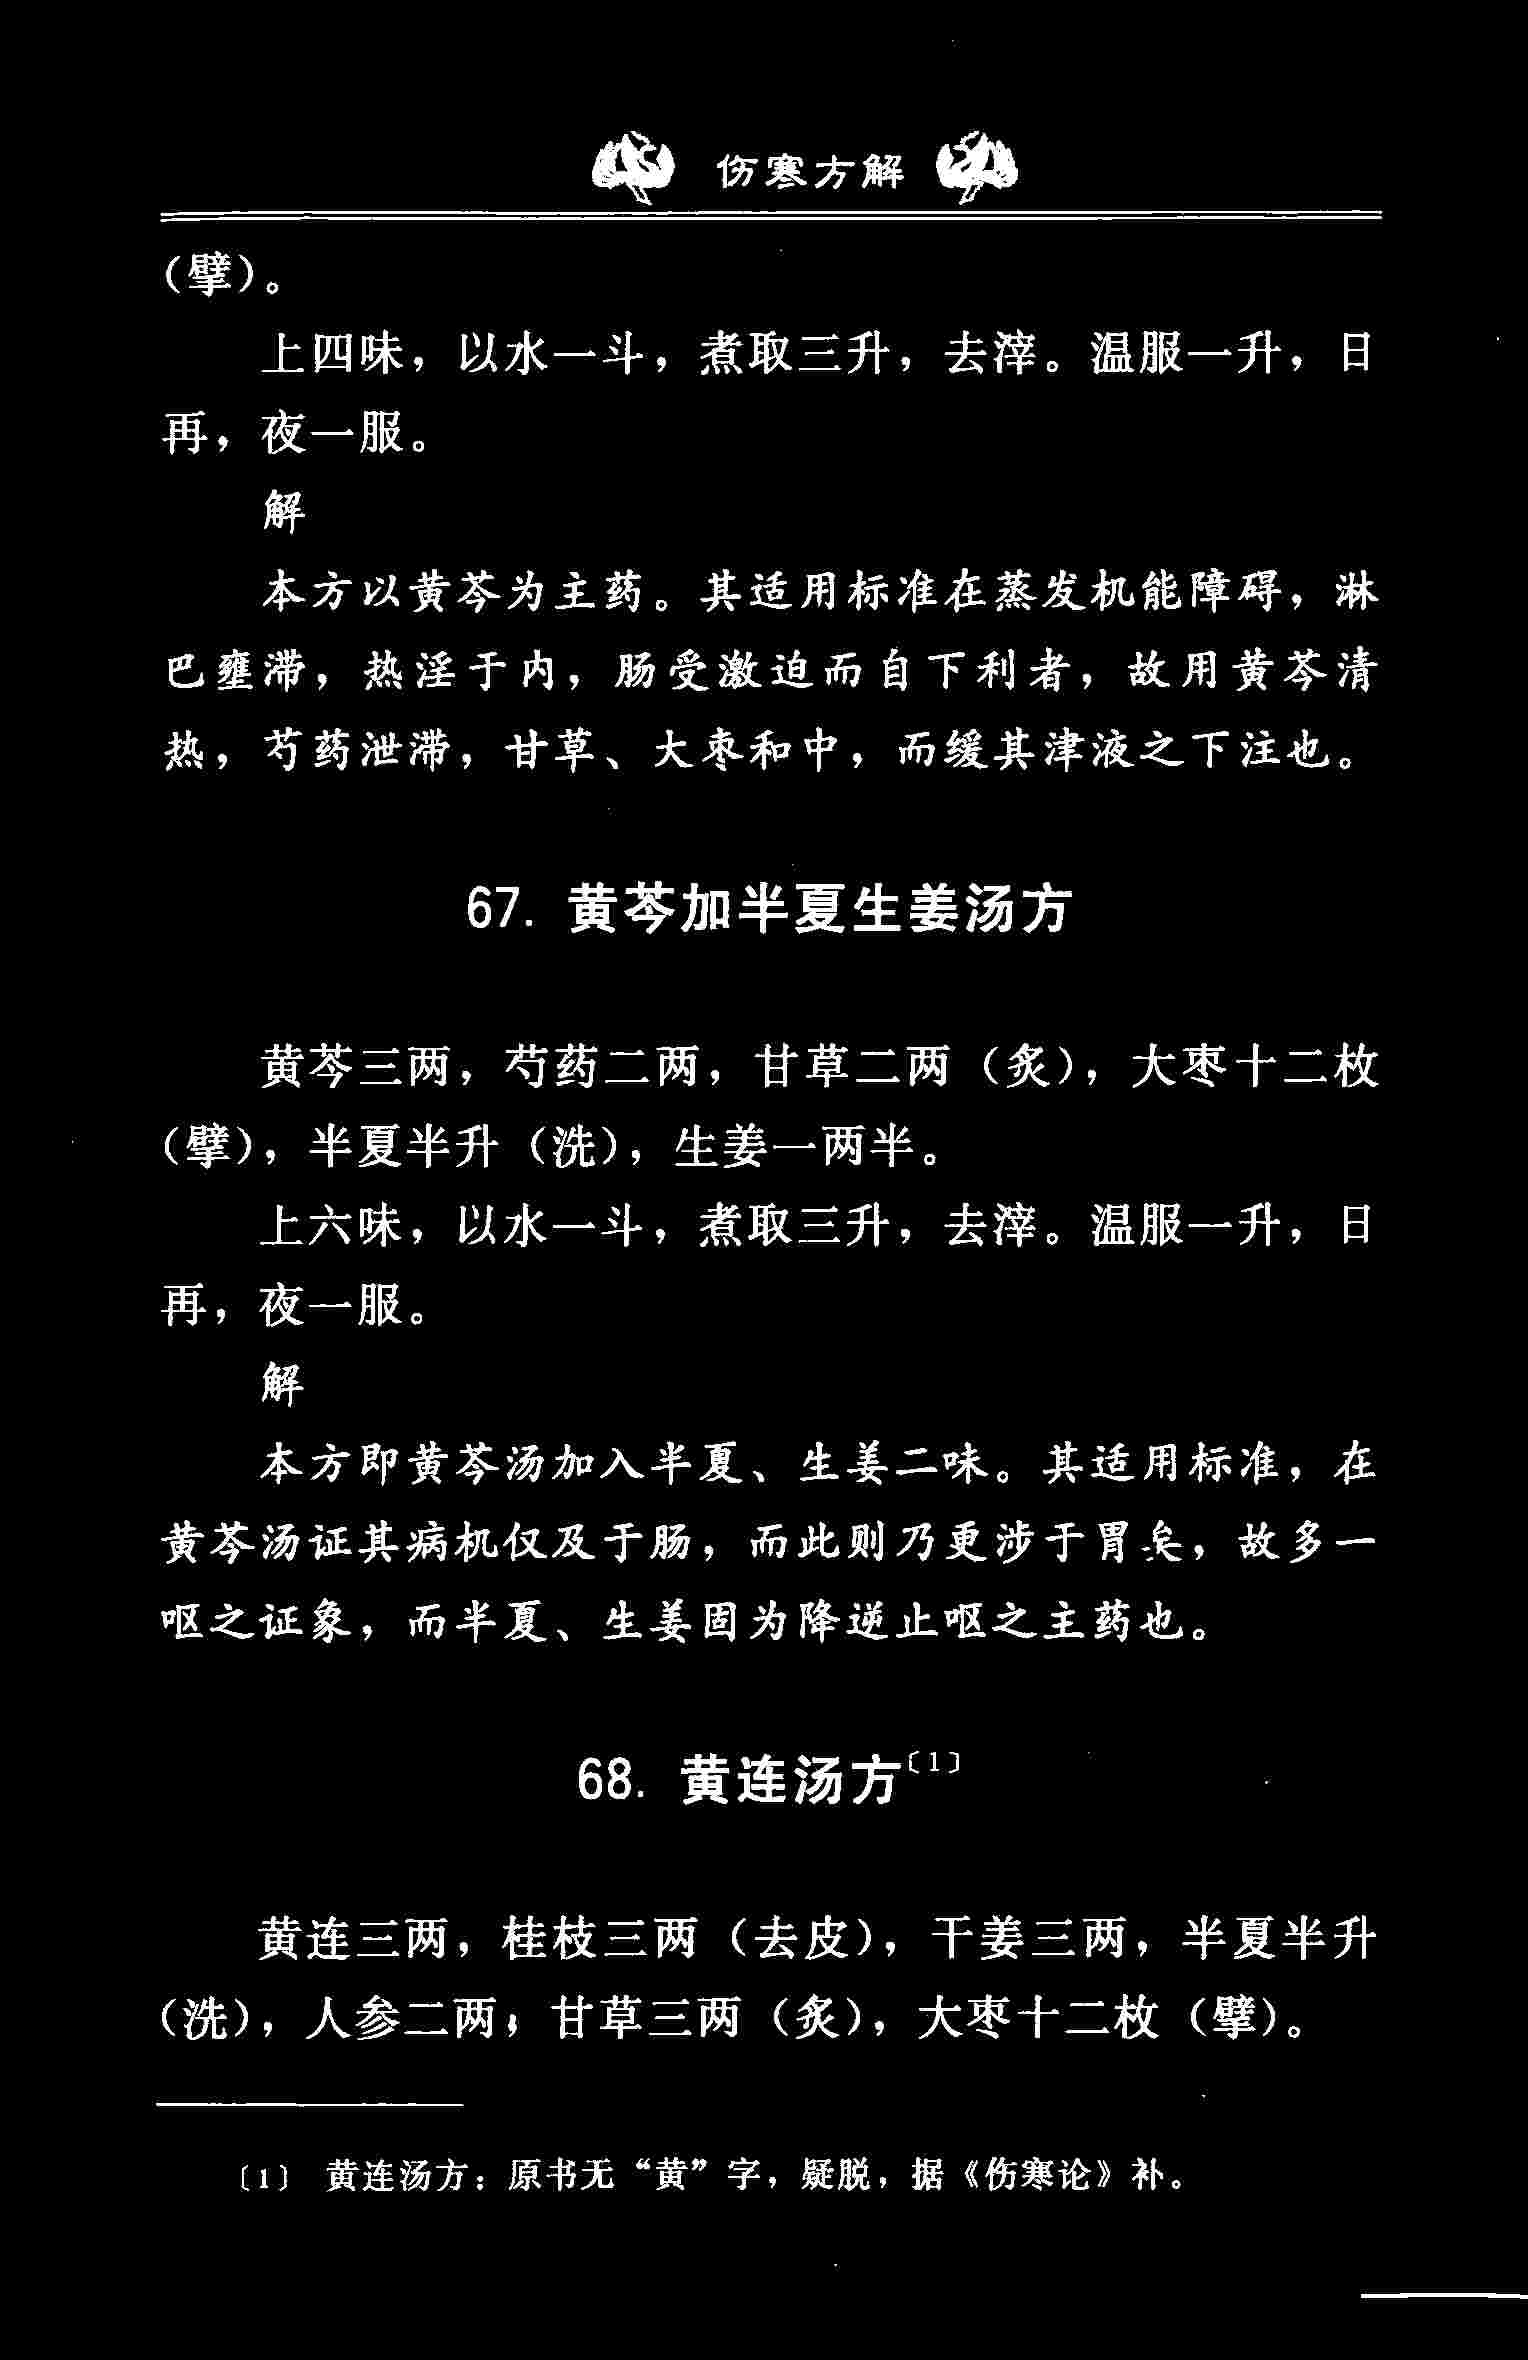 伤寒方解
(擘)。
上四味，以水一斗，煮取三升，去滓。温服一升，日
再，夜一服。
解
本方以黄芩为主药。其适用标准在蒸发机能障碍，淋
巴壅滞，热淫于内，肠受激迫而自下利者，故用黄芩清
热，芍药泄滞，甘草、大枣和中，而缓其津液之下注也。
67. 黄芩加半夏生姜汤方
黄芩三两，芍药二两，甘草二两（炙），大枣十二枚
(擘)，半夏半升（洗），生姜一两半。
上六味，以水一斗，煮取三升，去滓。温服一升，日
再，夜一服。
解
本方即黄芩汤加入半夏、生姜二味。其适用标准，在
黄芩汤证其病机仅及于肠，而此则乃更涉于胃矣，故多一
呕之证象，而半夏、生姜固为降逆止呕之主药也。
68. 黄连汤方〔1〕
黄连三两，桂枝三两（去皮），干姜三两，半夏半升
(洗)，人参二两，甘草三两（炙），大枣十二枚（擘）。
〔1〕 黄连汤方：原书无“黄”字，疑脱，据《伤寒论》补。